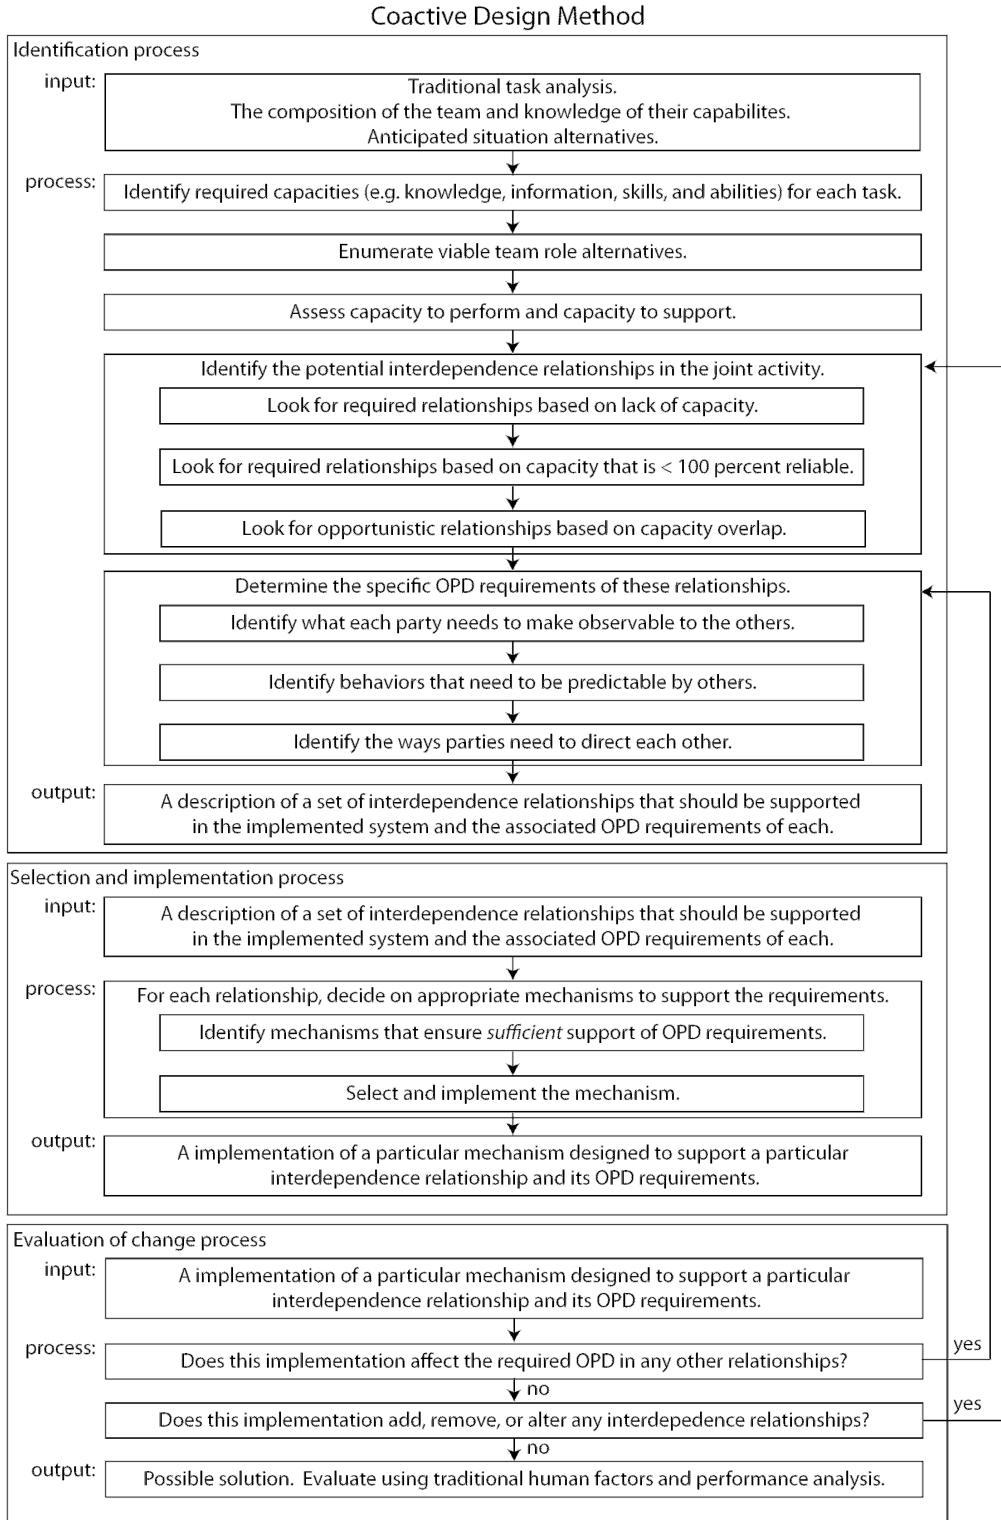 Coactive Design Method
Identification process
input:
Traditional task analysis.
The composition of the team and knowledge of their capabilites.
Anticipated situation alternatives.
process:
Identify required capacities (e.g. knowledge, information, skills, and abilities) for each task.
Enumerate viable team role alternatives.
Assess capacity to perform and capacity to support.
Identify the potential interdependence relationships in the joint activity.
Look for required relationships based on lack of capacity.
Look for required relationships based on capacity that is < 100 percent reliable.
Look for opportunistic relationships based on capacity overlap.
Determine the specific OPD requirements of these relationships.
Identify what each party needs to make observable to the others.
Identify behaviors that need to be predictable by others.
Identify the ways parties need to direct each other.
output:
A description of a set of interdependence relationships that should be supported
in the implemented system and the associated OPD requirements of each.
Selection and implementation process
input:
A description of a set of interdependence relationships that should be supported
in the implemented system and the associated OPD requirements of each.
process:
For each relationship, decide on appropriate mechanisms to support the requirements.
Identify mechanisms that ensure sufficient support of OPD requirements.
Select and implement the mechanism.
output:
A implementation of a particular mechanism designed to support a particular
interdependence relationship and its OPD requirements.
Evaluation of change process
input:
A implementation of a particular mechanism designed to support a particular
interdependence relationship and its OPD requirements.
process:
Does this implementation affect the required OPD in any other relationships?
yes
no
Does this implementation add, remove, or alter any interdepedence relationships?
yes
no
output:
Possible solution. Evaluate using traditional human factors and performance analysis.